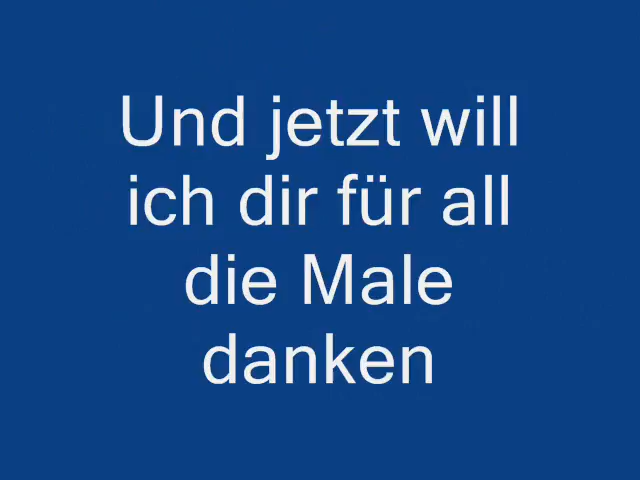 Und jetzt will
ich dir für all
die Male
danken